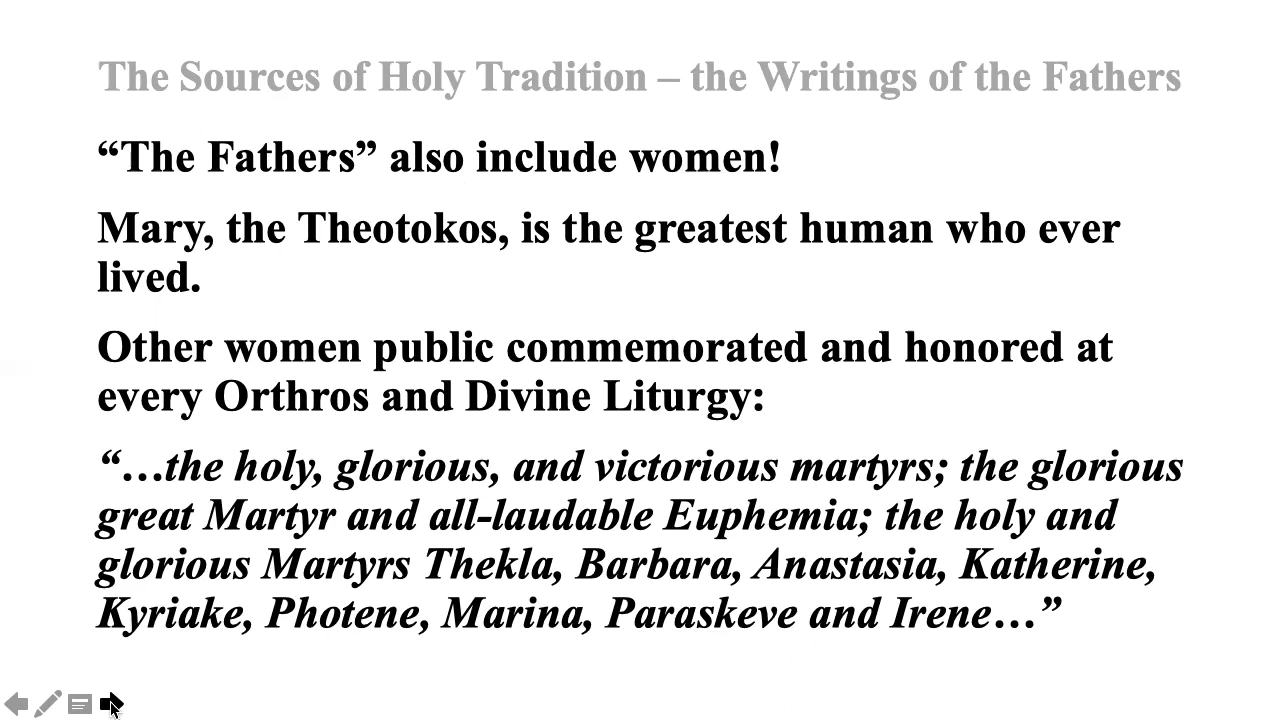 The Sources of Holy Tradition – the Writings of the Fathers
“The Fathers” also include women!
Mary, the Theotokos, is the greatest human who ever
lived.
Other women public commemorated and honored at
every Orthros and Divine Liturgy:
“…the holy, glorious, and victorious martyrs; the glorious
great Martyr and all-laudable Euphemia; the holy and
glorious Martyrs Thekla, Barbara, Anastasia, Katherine,
Kyriake, Photene, Marina, Paraskeve and Irene…”